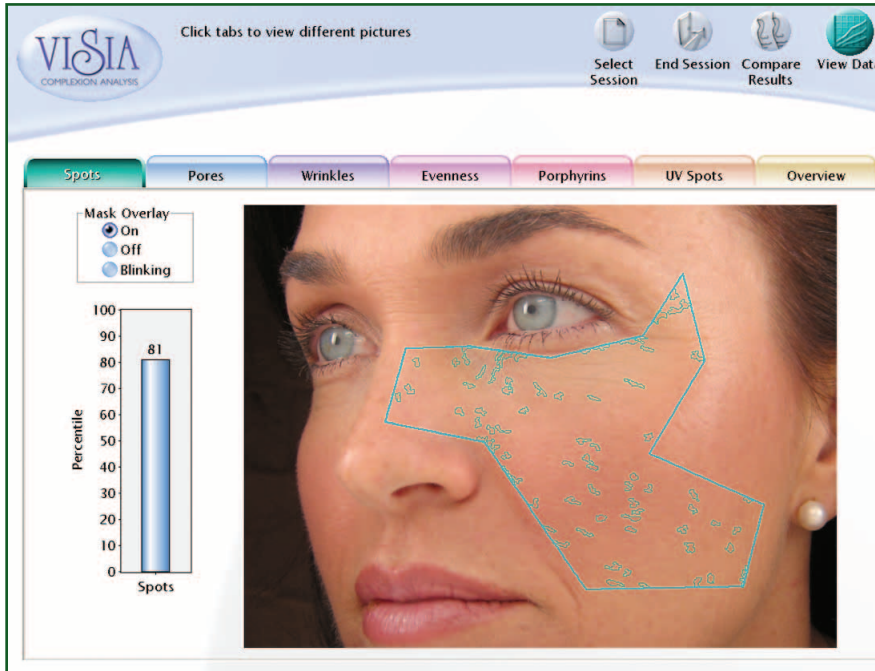 VISIA
COMPLEXION ANALYSIS
Click tabs to view different pictures
Select
Session
End Session
Compare
Results
View Data
Spots
Pores
Wrinkles
Evenness
Porphyrins
UV Spots
Overview
Mask Overlay
On
Off
Blinking
100
90
80
70
60
50
40
30
20
10
0
81
Percentile
Spots